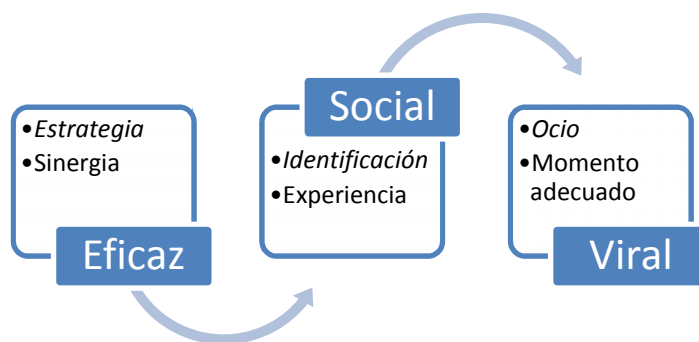 •Estrategia
•Sinergia
Eficaz
Social
•Identificación
•Experiencia
•Ocio
•Momento
adecuado
Viral